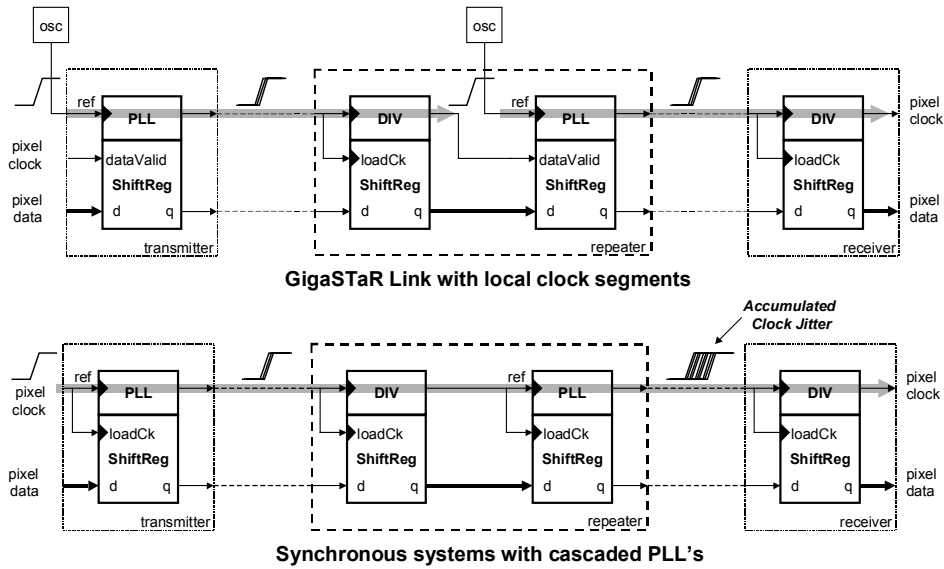 osc
osc
ref
PLL
DIV
ref
PLL
DIV
pixel
clock
pixel
clock
dataValid
loadCk
dataValid
loadCk
ShiftReg
ShiftReg
ShiftReg
ShiftReg
pixel
data
d q
d q
d q
d q
pixel
data
transmitter
repeater
receiver
GigaSTaR Link with local clock segments
Accumulated
Clock Jitter
ref
PLL
DIV
ref
PLL
DIV
pixel
clock
pixel
clock
loadCk
loadCk
loadCk
loadCk
ShiftReg
ShiftReg
ShiftReg
ShiftReg
pixel
data
d q
d q
d q
d q
pixel
data
transmitter
repeater
receiver
Synchronous systems with cascaded PLL's